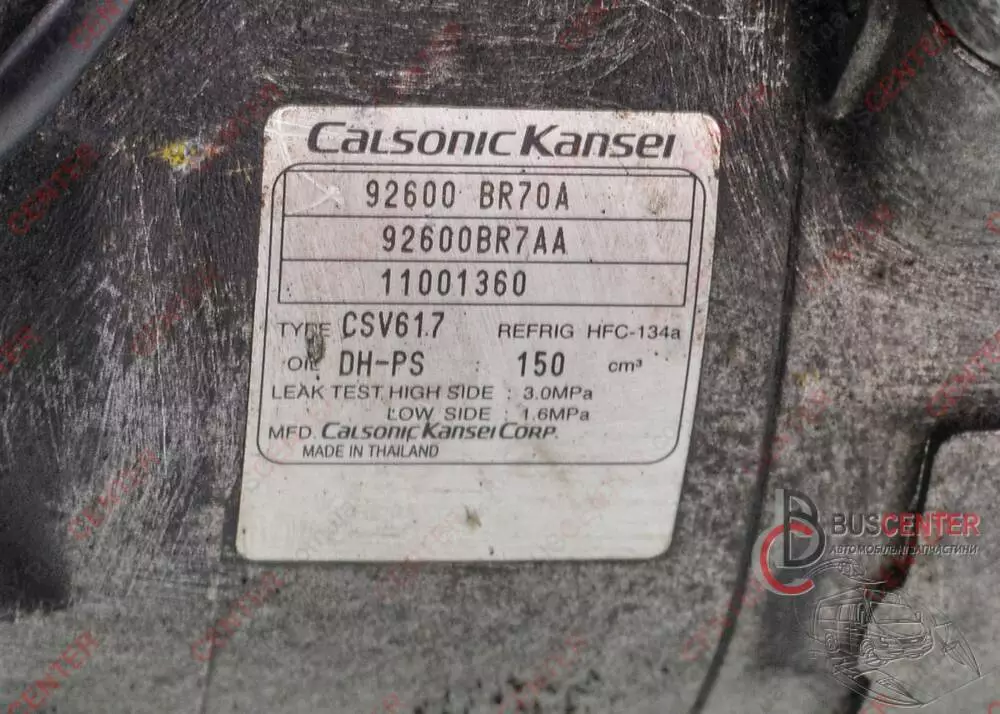 Calsonic Kansei
92600 BR70A
92600BR7AA
11001360
TYPE CSV617 REFRIG HFC-134a
OIL DH-PS : 150 cm³
LEAK TEST HIGH SIDE : 3.0MPa
LOW SIDE : 1.6MPa
MFD. Calsonic Kansei Corp.
MADE IN THAILAND
BUSCENTER
АВТОМОБІЛЬНІ ЗАПЧАСТИНИ